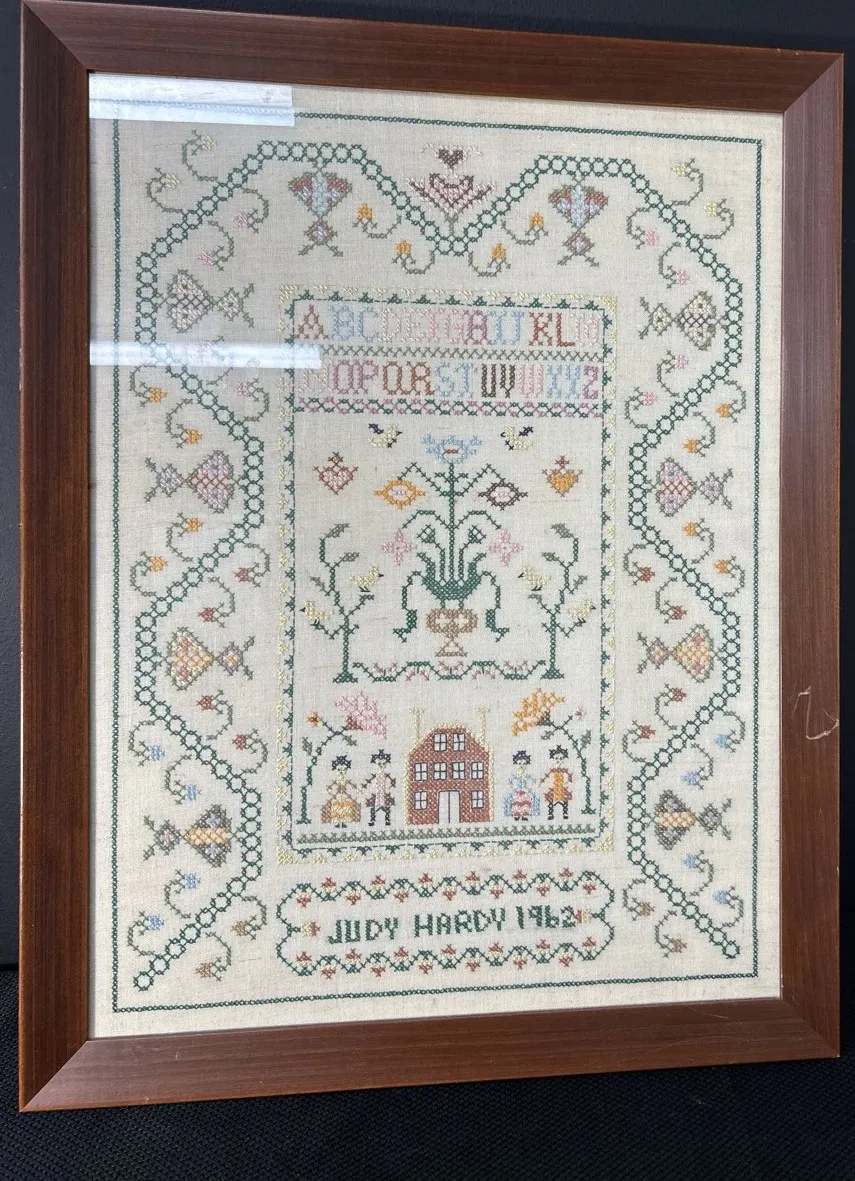 ABCDEFGHIJKLM
NOPQRSTUVWXYZ
JUDY HARDY 1962